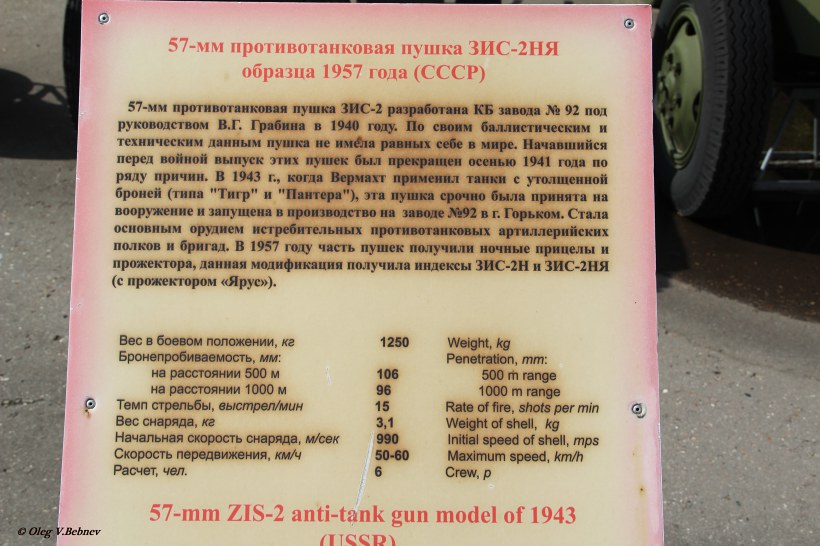 57-мм противотанковая пушка ЗИС-2НЯ
образца 1957 года (СССР)
57-мм противотанковая пушка ЗИС-2 разработана КБ завода № 92 под
руководством В.Г. Грабина в 1940 году. По своим баллистическим и
техническим данным пушка не имела равных себе в мире. Начавшийся
перед войной выпуск этих пушек был прекращен осенью 1941 года по
ряду причин. В 1943 г., когда Вермахт применил танки с утолщенной
броней (типа "Тигр" и "Пантера"), эта пушка срочно была принята на
вооружение и запущена в производство на заводе №92 в г. Горьком. Стала
основным орудием истребительных противотанковых артиллерийских
полков и бригад. В 1957 году часть пушек получили ночные прицелы и
прожектора, данная модификация получила индексы ЗИС-2Н и ЗИС-2НЯ
(с прожектором «Ярус»).
Вес в боевом положении, кг 1250 Weight, kg
Бронепробиваемость, мм: Penetration, mm:
на расстоянии 500 м 106 500 m range
на расстоянии 1000 м 96 1000 m range
Темп стрельбы, выстрел/мин 15 Rate of fire, shots per min
Вес снаряда, кг 3,1 Weight of shell, kg
Начальная скорость снаряда, м/сек 990 Initial speed of shell, mps
Скорость передвижения, км/ч 50-60 Maximum speed, km/h
Расчет, чел. 6 Crew, p
57-mm ZIS-2 anti-tank gun model of 1943
(USSR)
© Oleg V.Bebnev